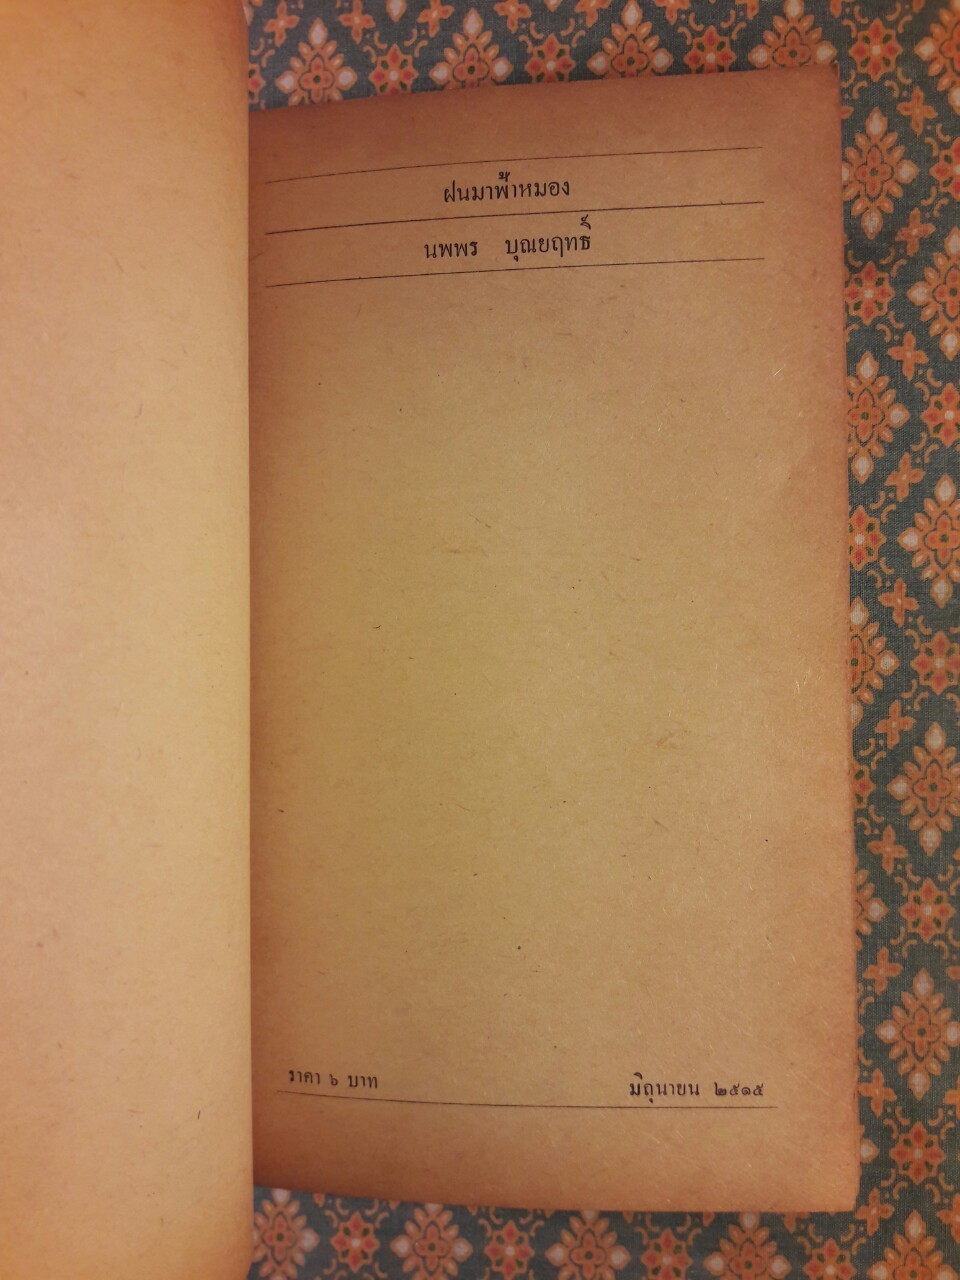 ฝนมาฟ้าหมอง
นพพร บุณยฤทธิ์
ราคา ๖ บาท
มิถุนายน ๒๕๑๕